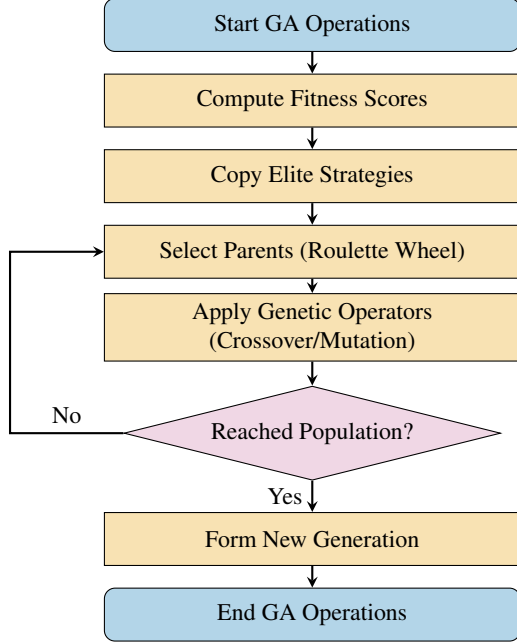 Start GA Operations
Compute Fitness Scores
Copy Elite Strategies
Select Parents (Roulette Wheel)
Apply Genetic Operators
(Crossover/Mutation)
No
Reached Population?
Yes
Form New Generation
End GA Operations